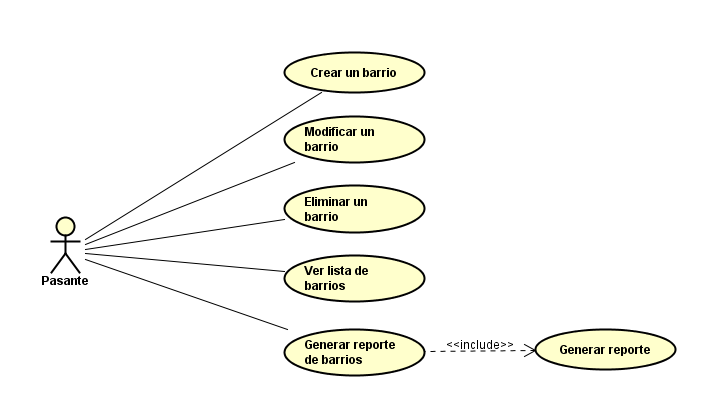 Crear un barrio
Modificar un
barrio
Eliminar un
barrio
Pasante
Ver lista de
barrios
Generar reporte
de barrios
<<include>>
Generar reporte